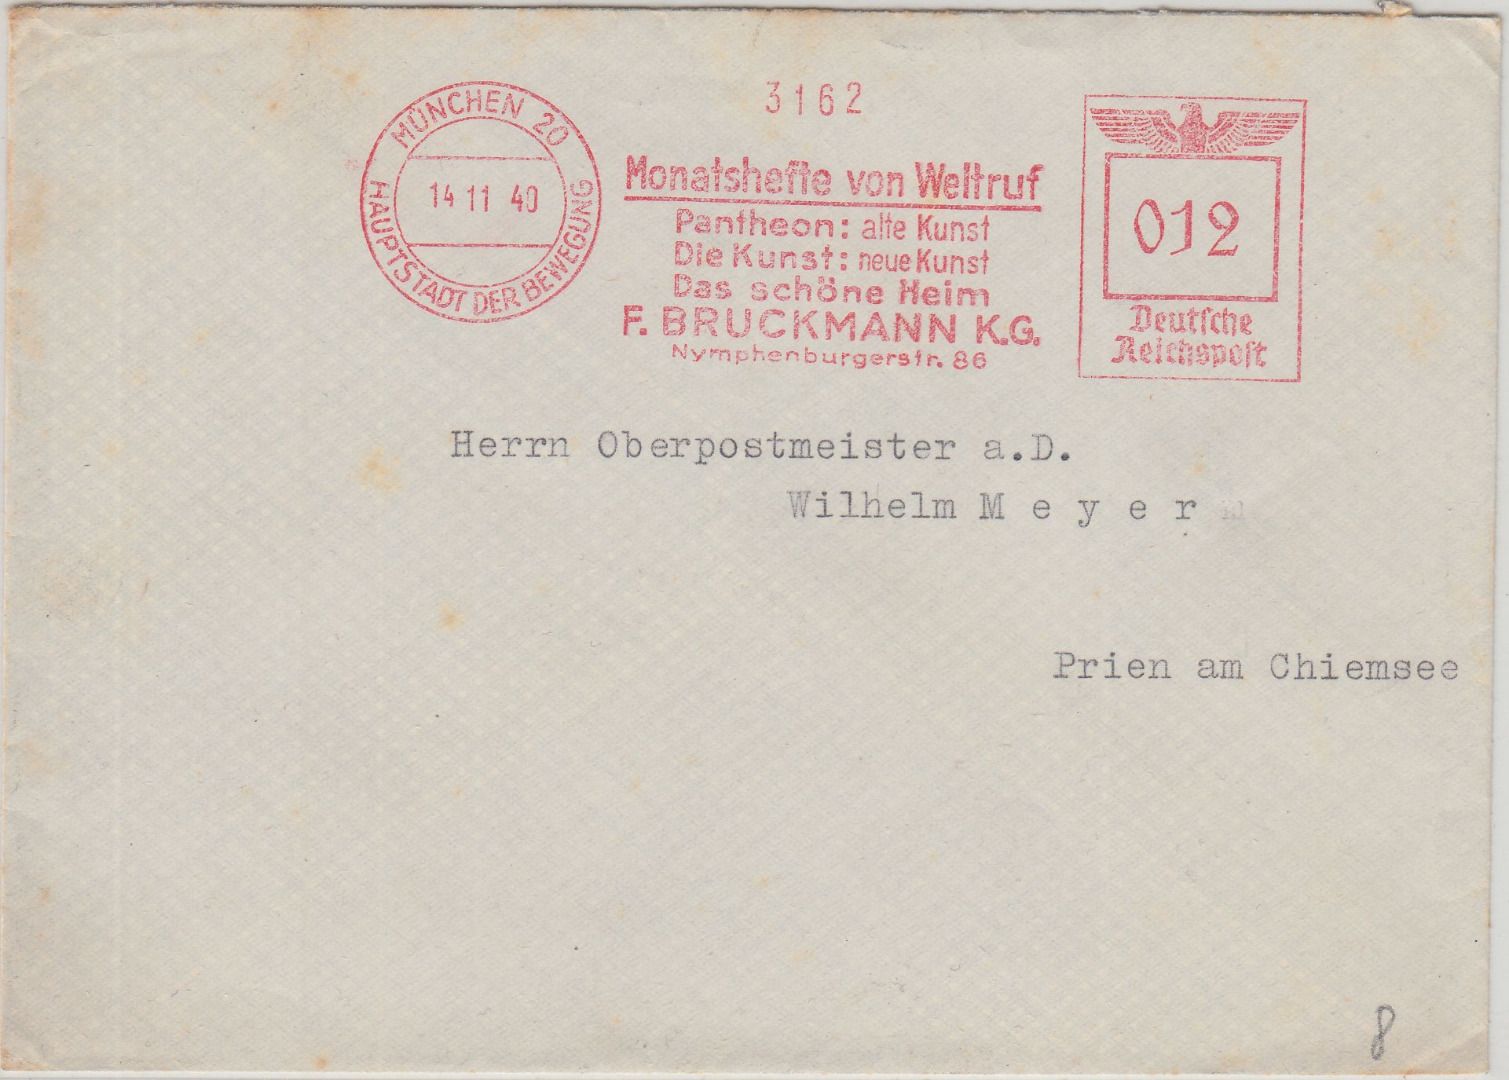 3162
MÜNCHEN 20
14 11 40
HAUPTSTADT DER BEWEGUNG
Monatshefte von Weltruf
Pantheon: alte Kunst
Die Kunst: neue Kunst
Das schöne Heim
F. BRUCKMANN K.G.
Nymphenburgerstr. 86
012
Deutsche
Reichspost
Herrn Oberpostmeister a.D.
Wilhelm M e y e r
Prien am Chiemsee
8